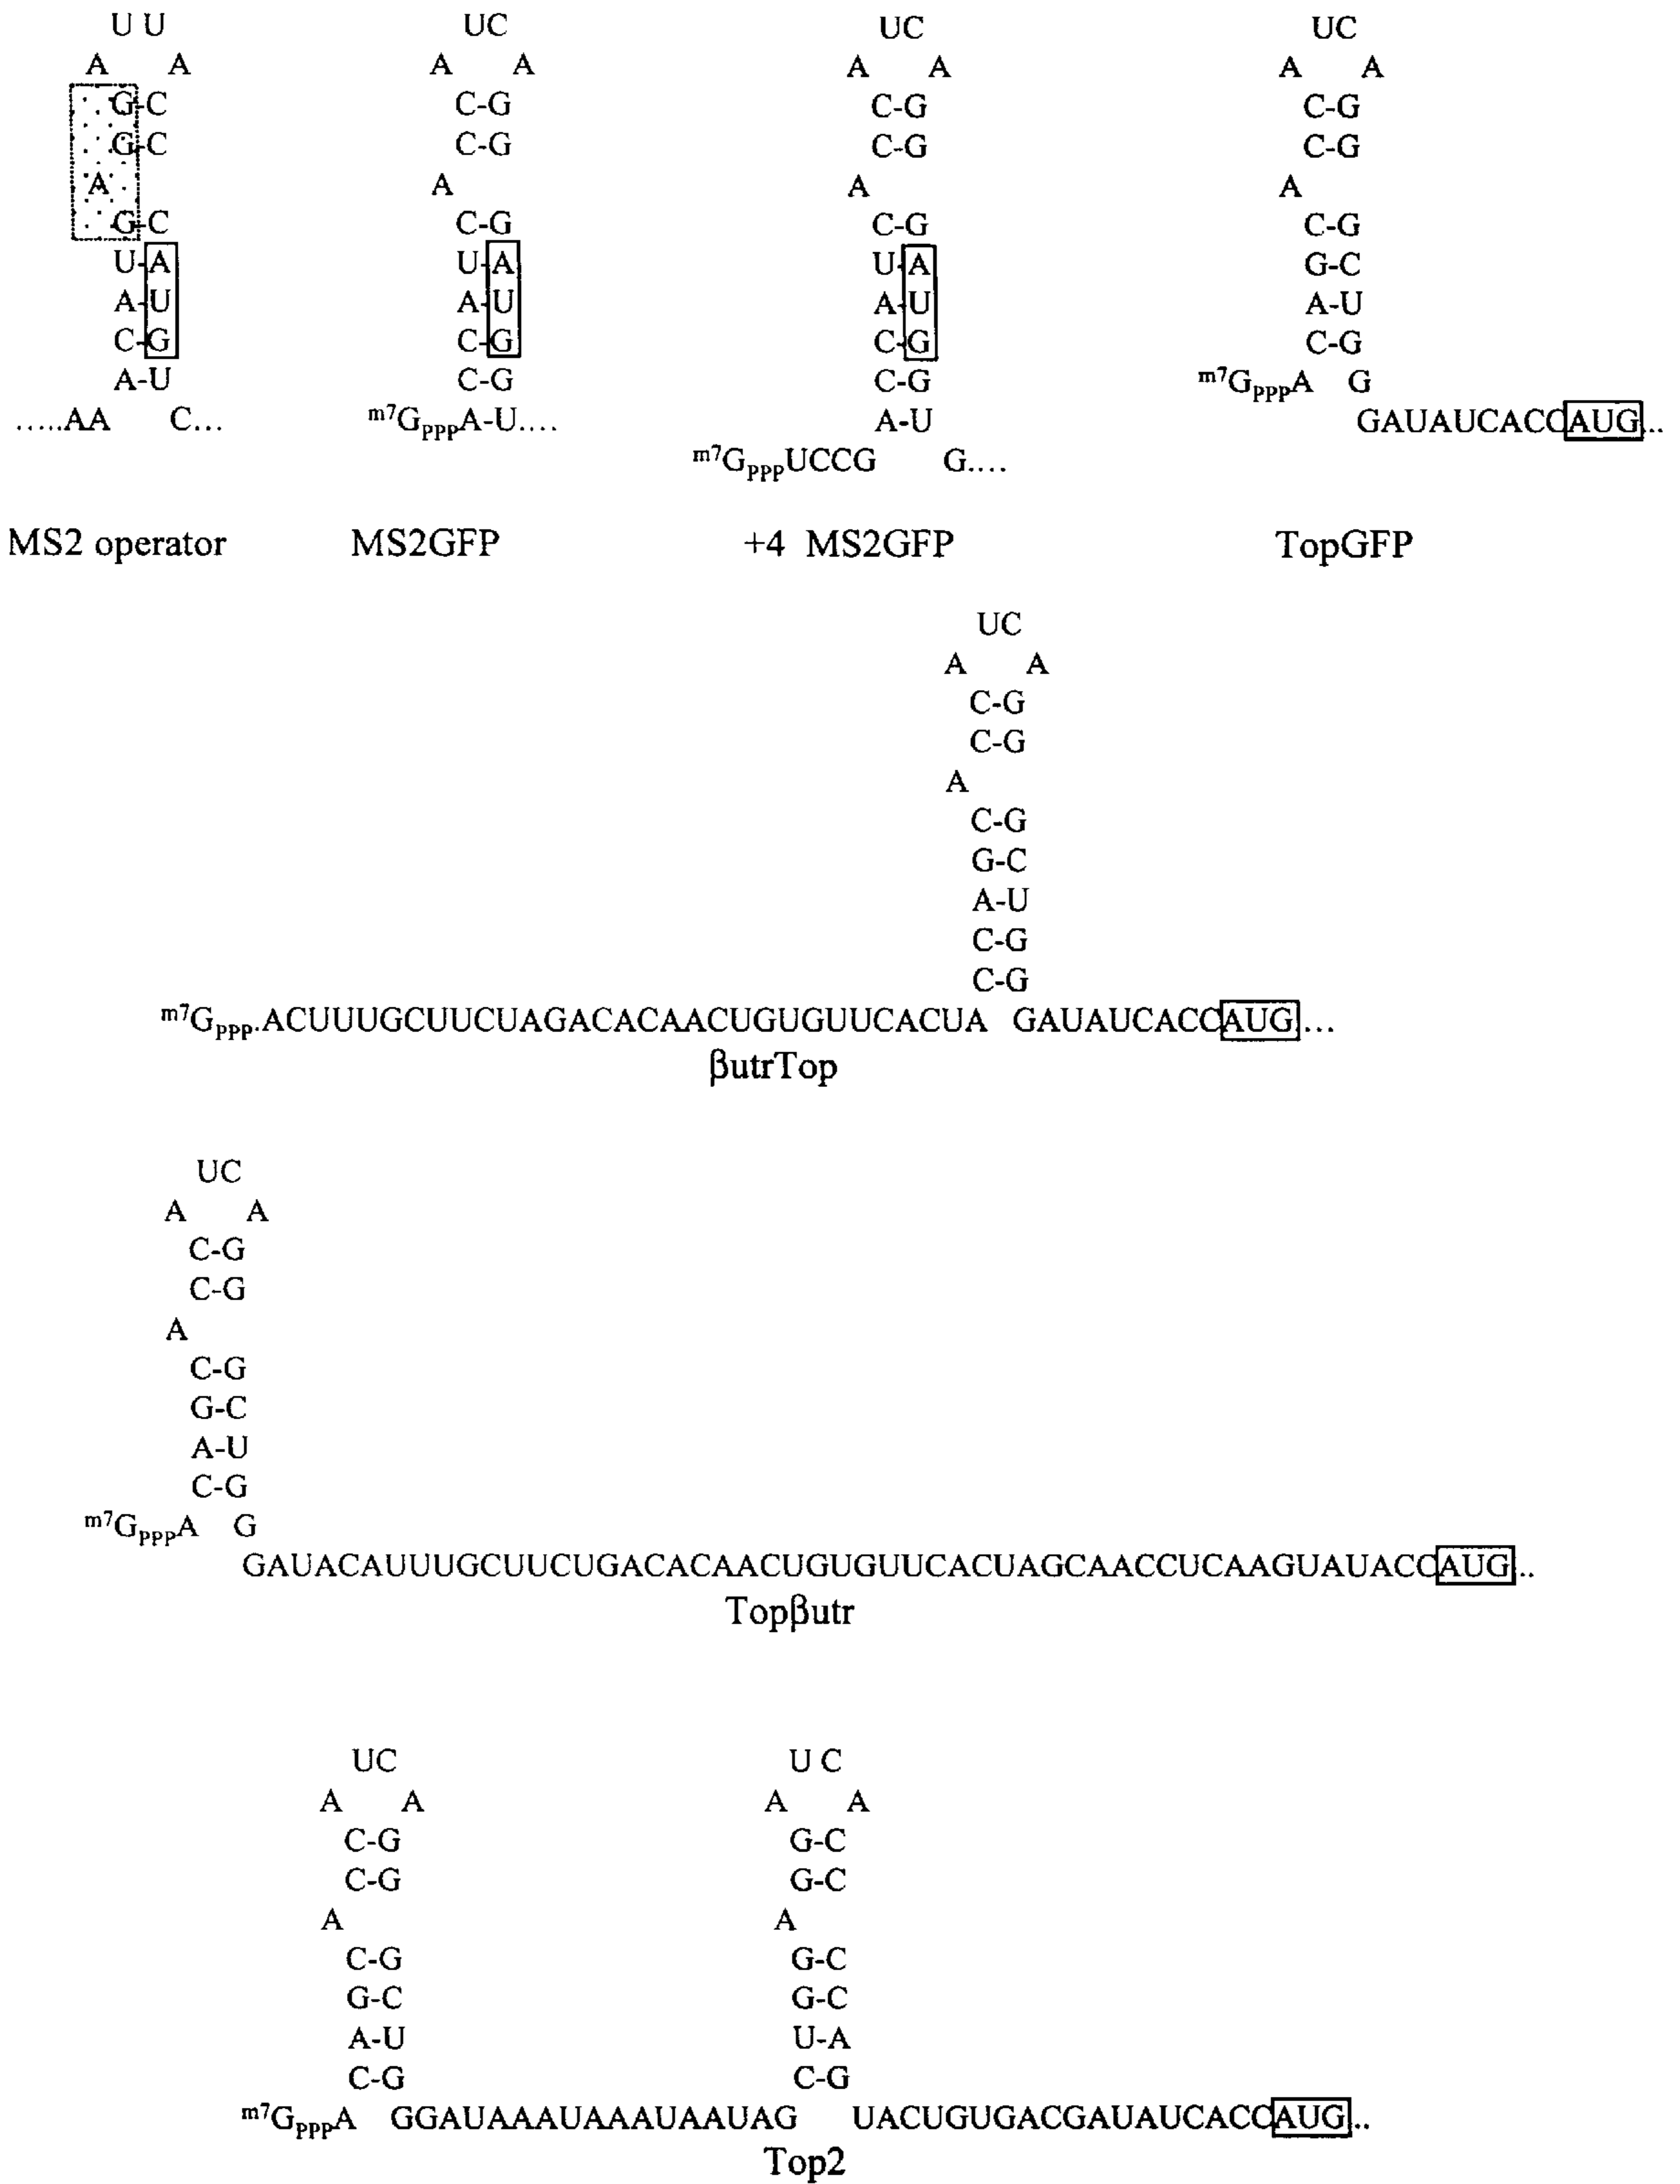 U U UC UC UC
A A A A A A A A
G-C C-G C-G C-G
G-C C-G C-G C-G
A A A A
G-C C-G C-G C-G
U-A U-A U-A G-C
A-U A-U A-U A-U
C-G C-G C-G C-G
A-U C-G C-G m7GpppA G
.....AA C... m7GpppA-U.... A-U GAUAUCACCAUG...
m7GpppUCCG G....
MS2 operator MS2GFP +4 MS2GFP TopGFP
UC
A A
C-G
C-G
A
C-G
G-C
A-U
C-G
C-G
m7Gppp.ACUUUGCUUCUAGACACAACUGUGUUCACUA GAUAUCACCAUG...
βutrTop
UC
A A
C-G
C-G
A
C-G
G-C
A-U
C-G
m7GpppA G
GAUACAUUUGCUUCUGACACAACUGUGUUCACUAGCAACCUCAAGUAUACCAUG..
Topβutr
UC U C
A A A A
C-G G-C
C-G G-C
A A
C-G G-C
G-C G-C
A-U U-A
C-G C-G
m7GpppA GGAUAAAUAAAUAAUAG UACUGUGACGAUAUCACCAUG..
Top2